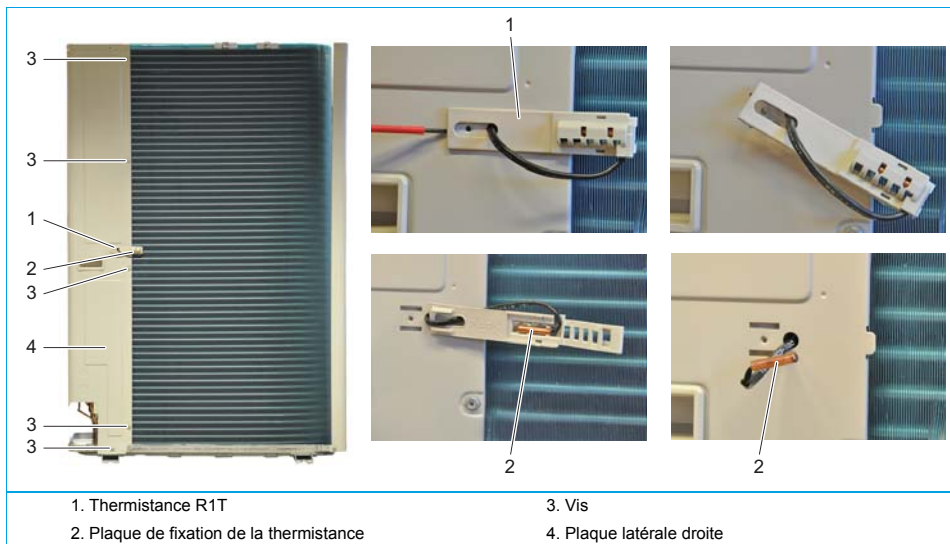 1
3
3
1
2
3
4
3
3
2
2
1. Thermistance R1T
3. Vis
2. Plaque de fixation de la thermistance
4. Plaque latérale droite